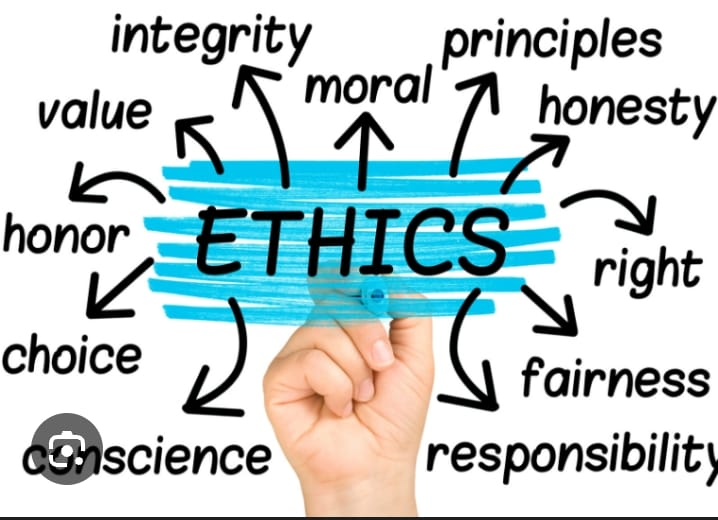 integrity
principles
moral
value
honesty
ETHICS
honor
right
choice
fairness
conscience
responsibility